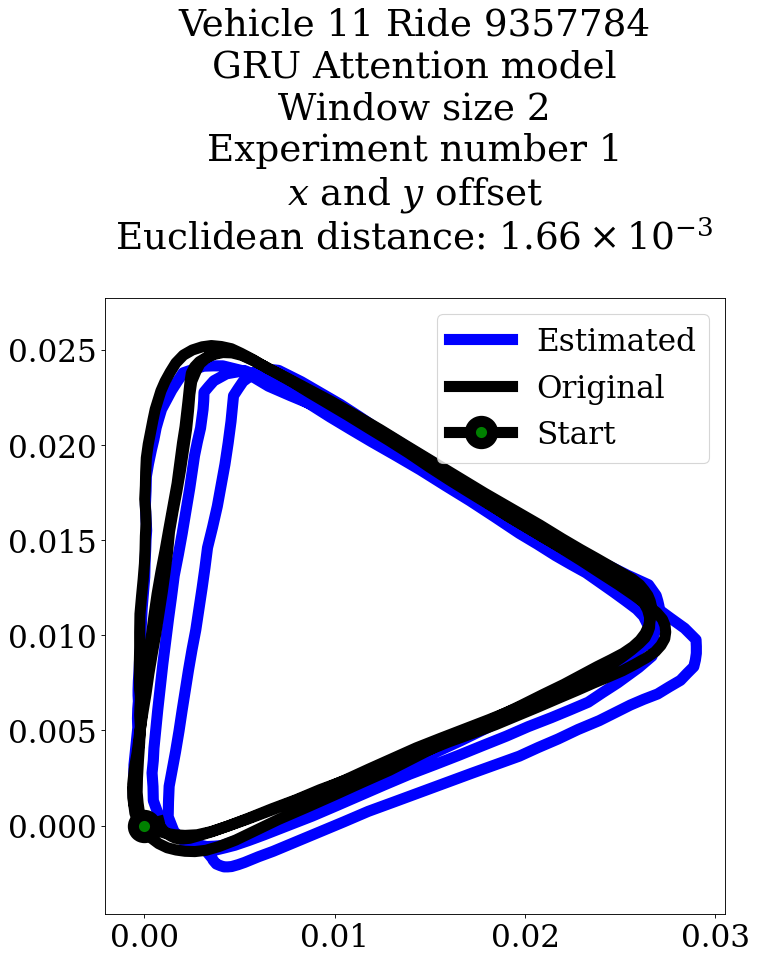 Vehicle 11 Ride 9357784
GRU Attention model
Window size 2
Experiment number 1
x and y offset
Euclidean distance: 1.66 × 10⁻³
Estimated
Original
Start
0.025
0.020
0.015
0.010
0.005
0.000
0.00 0.01 0.02 0.03